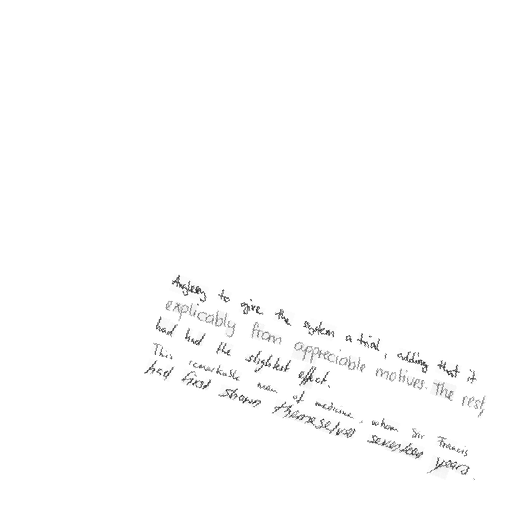 Anglesey to give the system a trial, adding that it
explicably from appreciable motives. The rest,
had had the slightest effect.
This remarkable man of medicine, whom Sir Francis
had first shown themselves seventeen years